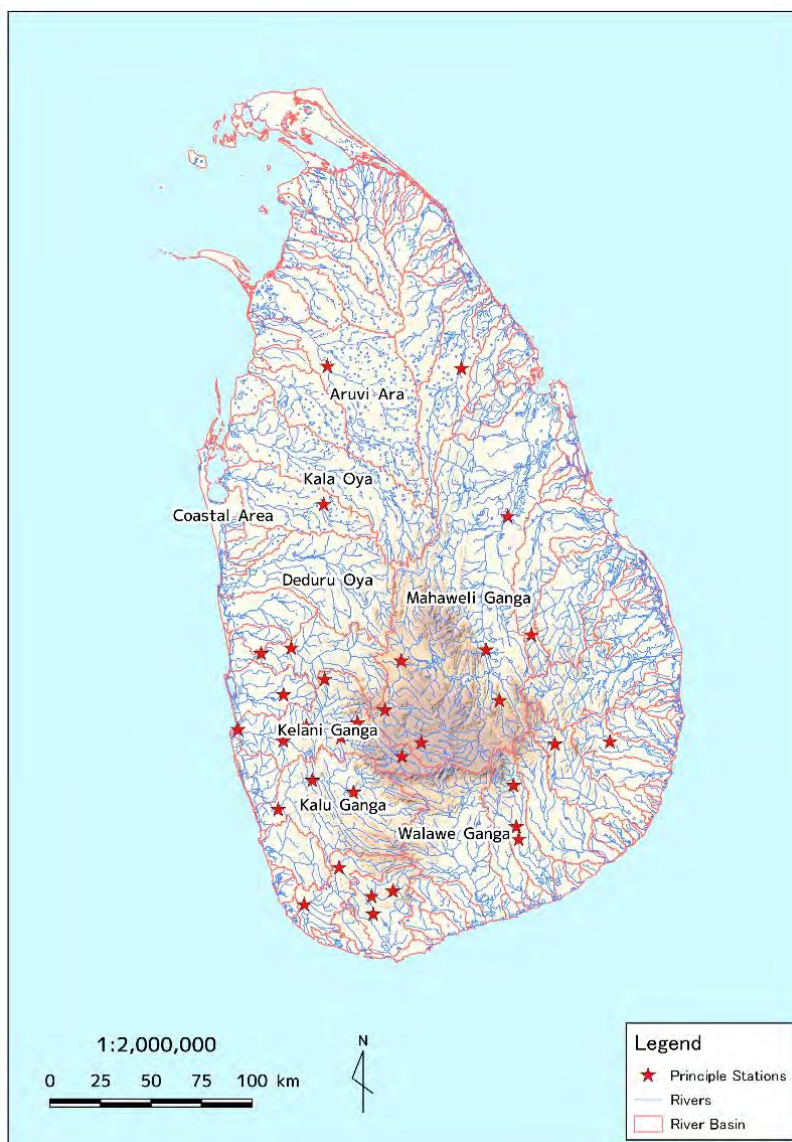 Aruvi Ara
Kala Oya
Coastal Area
Deduru Oya
Mahaweli Ganga
Kelani Ganga
Kalu Ganga
Walawe Ganga
1:2,000,000
0 25 50 75 100 km
N
Legend
Principle Stations
Rivers
River Basin